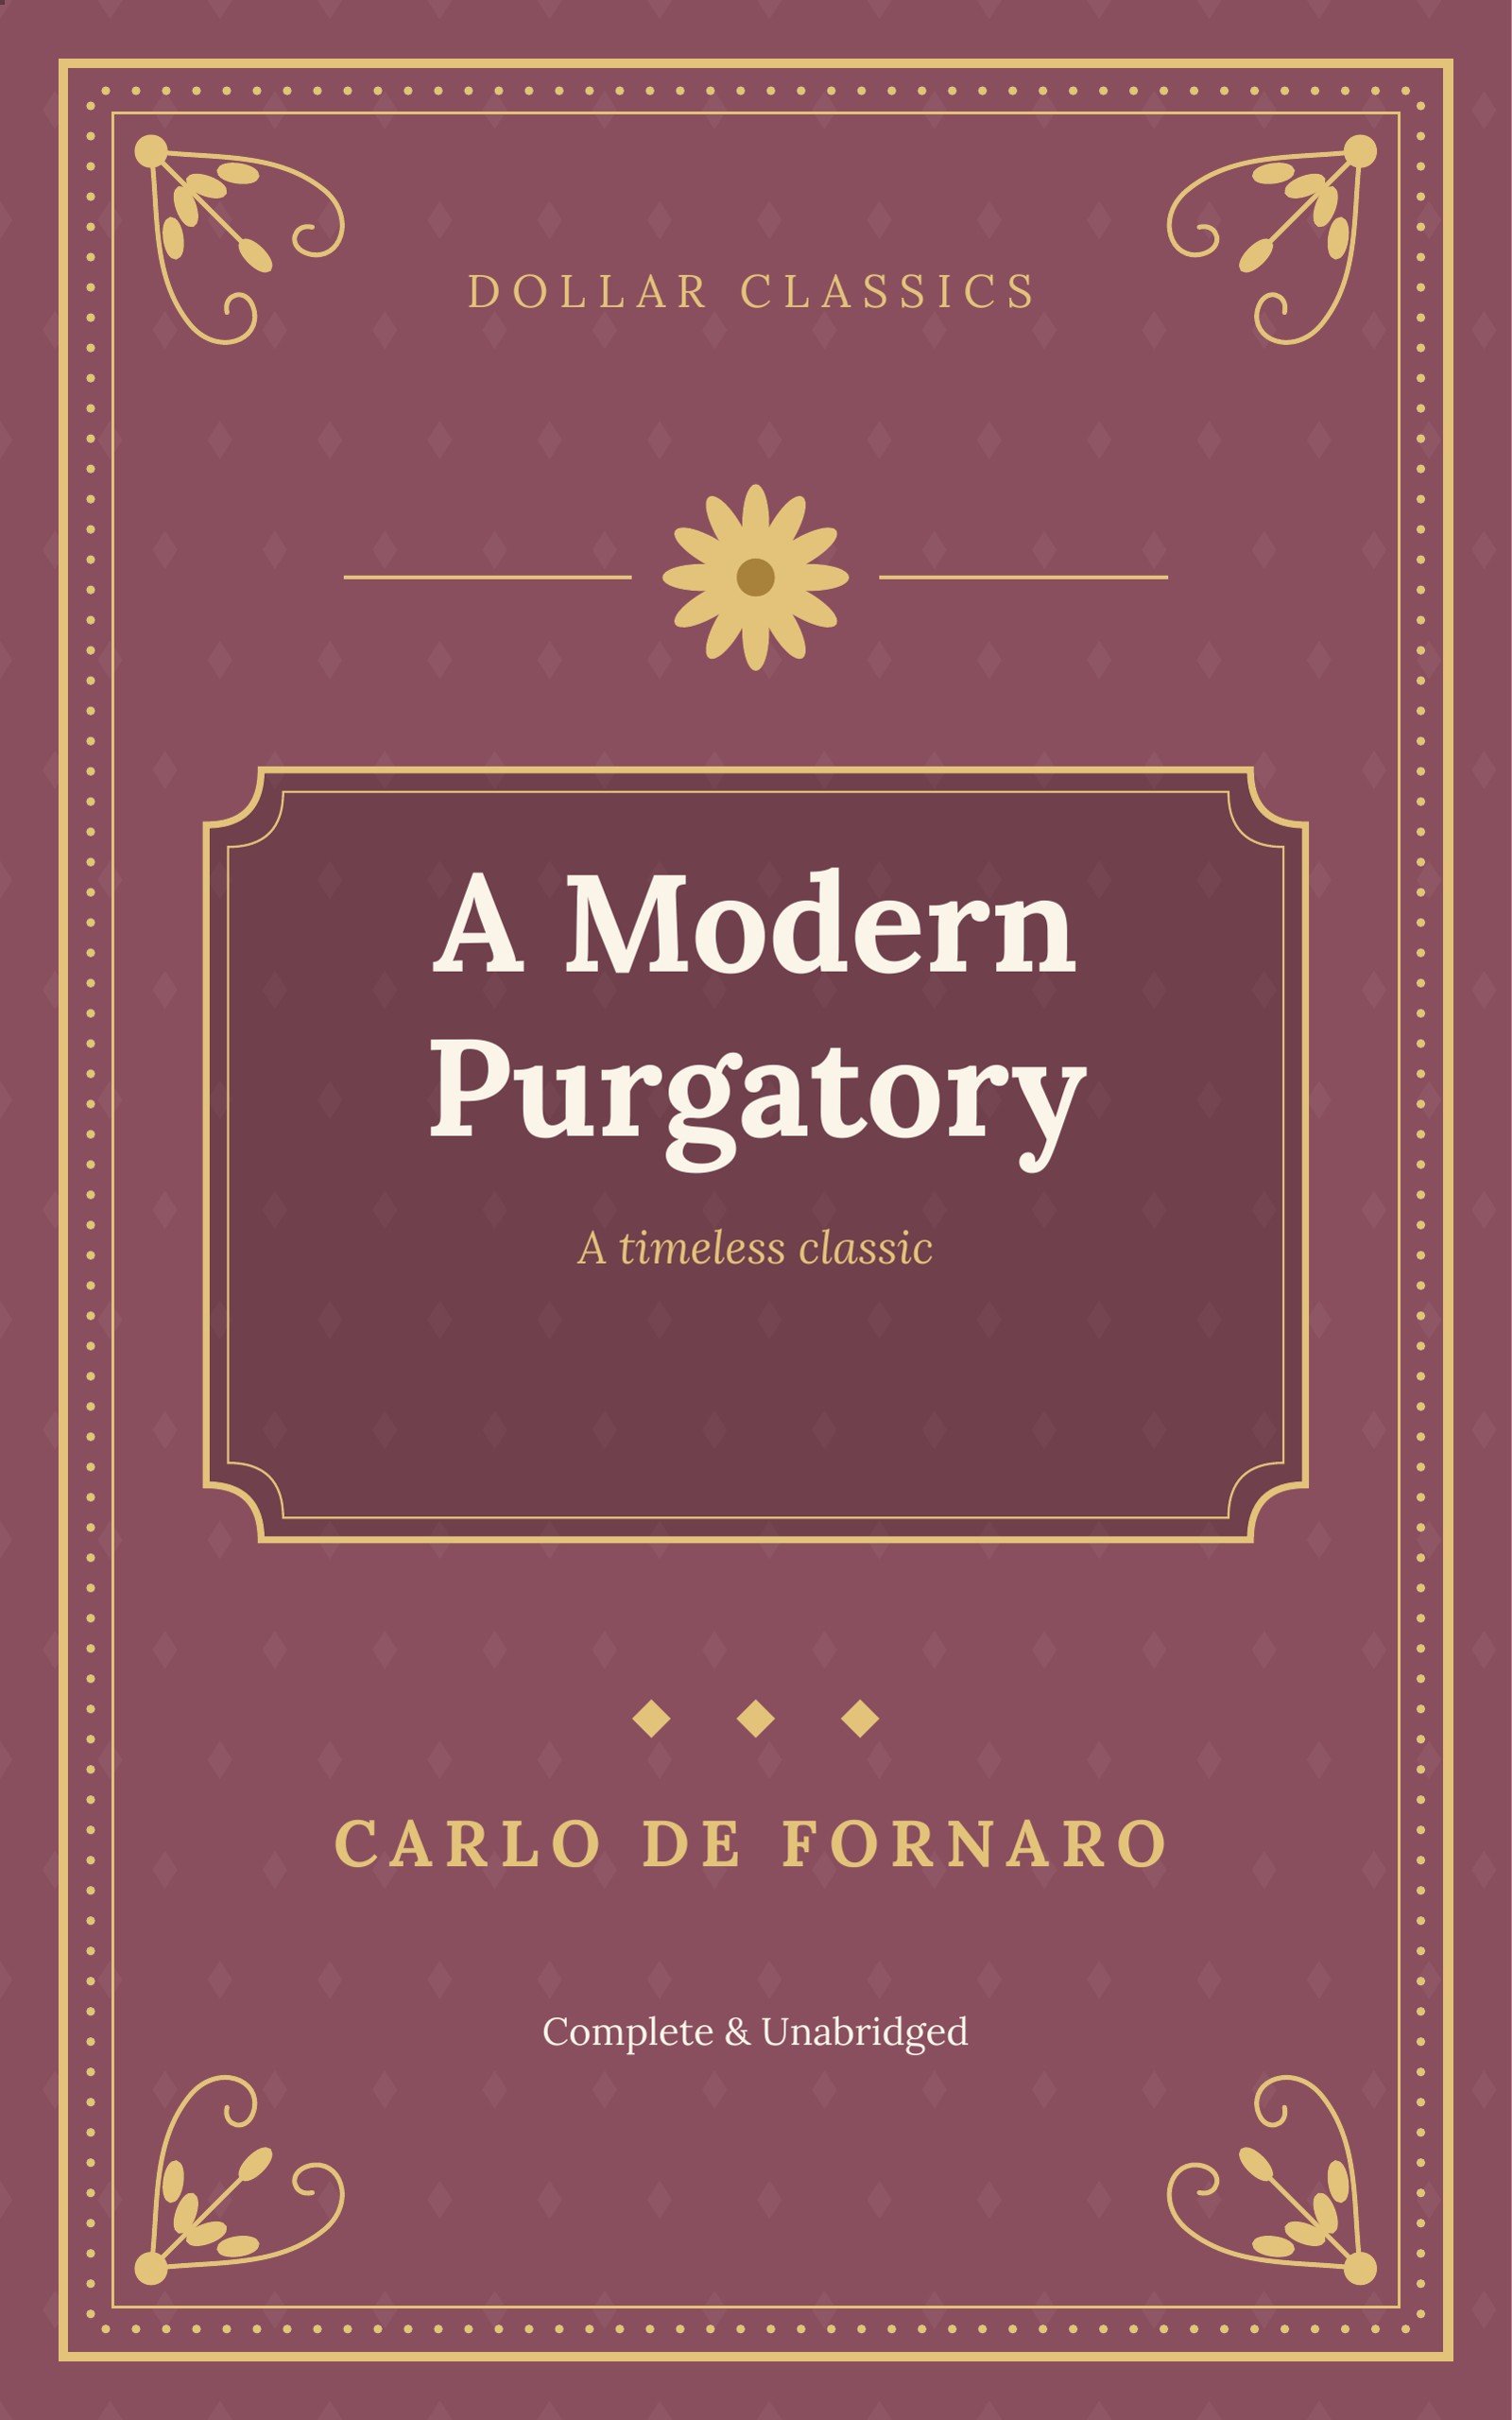 DOLLAR CLASSICS
A Modern
Purgatory
A timeless classic
CARLO DE FORNARO
Complete & Unabridged